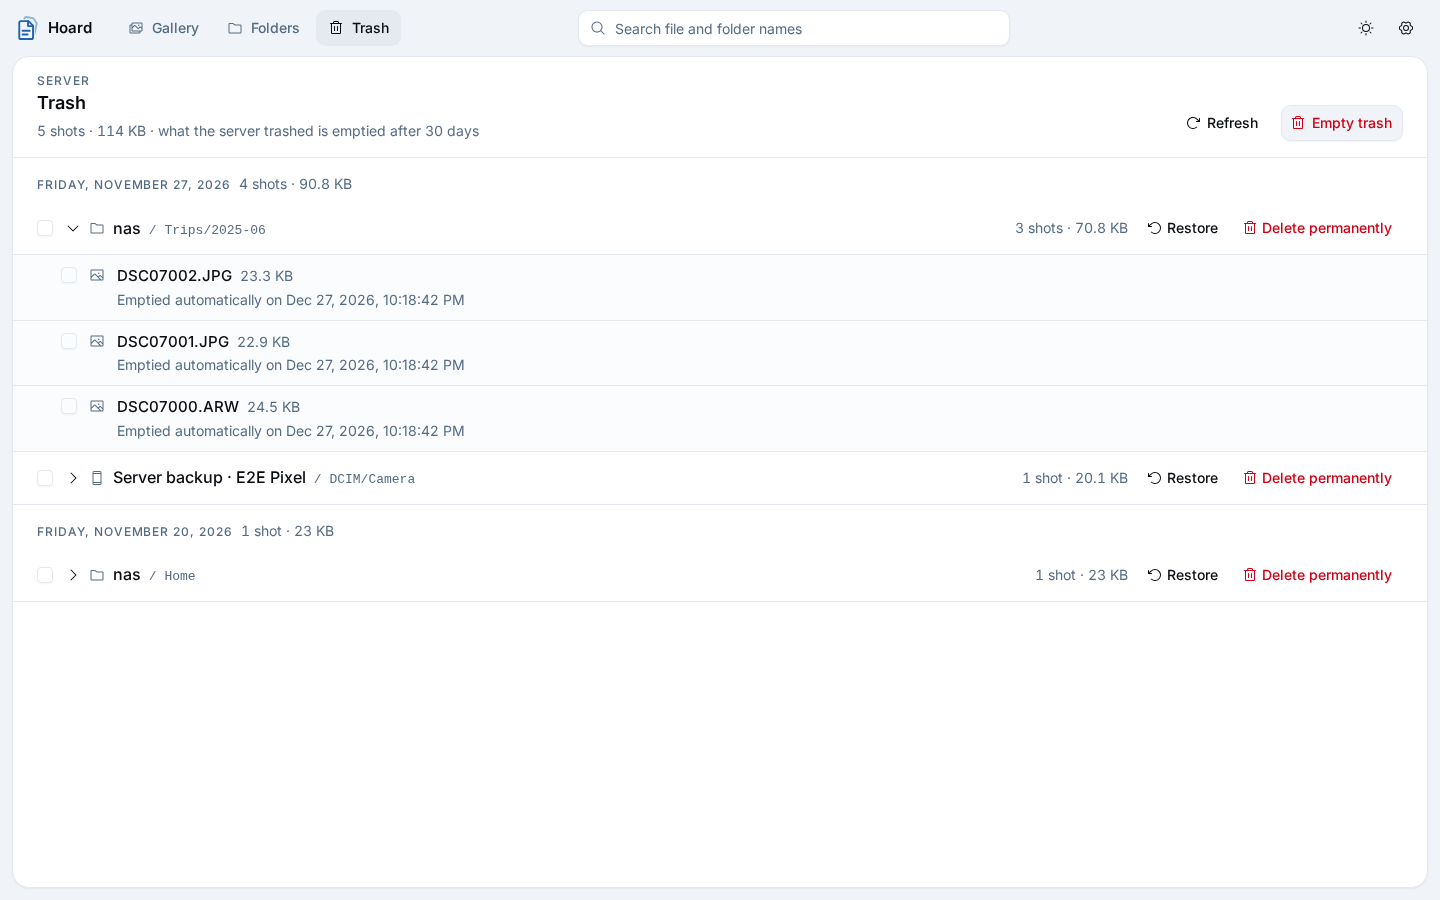 Hoard Gallery Folders Trash Search file and folder names
SERVER
Trash
5 shots · 114 KB · what the server trashed is emptied after 30 days
Refresh Empty trash
FRIDAY, NOVEMBER 27, 2026 4 shots · 90.8 KB
nas / Trips/2025-06 3 shots · 70.8 KB Restore Delete permanently
DSC07002.JPG 23.3 KB
Emptied automatically on Dec 27, 2026, 10:18:42 PM
DSC07001.JPG 22.9 KB
Emptied automatically on Dec 27, 2026, 10:18:42 PM
DSC07000.ARW 24.5 KB
Emptied automatically on Dec 27, 2026, 10:18:42 PM
Server backup · E2E Pixel / DCIM/Camera 1 shot · 20.1 KB Restore Delete permanently
FRIDAY, NOVEMBER 20, 2026 1 shot · 23 KB
nas / Home 1 shot · 23 KB Restore Delete permanently